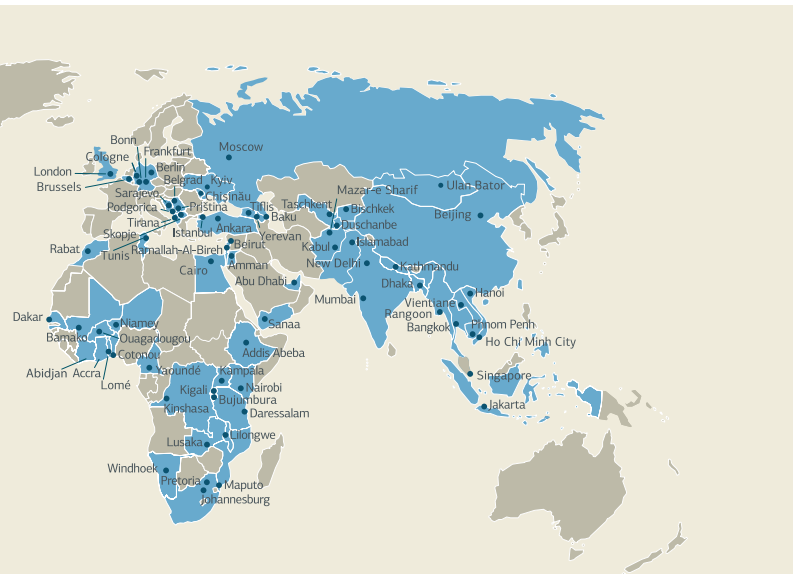 Bonn
Frankfurt
Cologne
Moscow
London
Berlin
Brussels
Belgrad
Kyiv
Mazar-e Sharif
Ulan Bator
Sarajevo
Chişinău
Taschkent
Bischkek
Podgorica
Priština
Tiflis
Baku
Beijing
Tirana
Duschanbe
Skopje
Istanbul
Ankara
Yerevan
Rabat
Tunis
Ramallah-Al-Bireh
Beirut
Kabul
Islamabad
Cairo
Amman
New Delhi
Kathmandu
Abu Dhabi
Dhaka
Mumbai
Vientiane
Hanoi
Dakar
Niamey
Sanaa
Rangoon
Bangkok
Phnom Penh
Bamako
Ouagadougou
Ho Chi Minh City
Cotonou
Addis Abeba
Abidjan
Accra
Yaoundé
Kampala
Singapore
Lomé
Kigali
Nairobi
Bujumbura
Kinshasa
Daressalam
Jakarta
Lusaka
Lilongwe
Windhoek
Pretoria
Maputo
Johannesburg